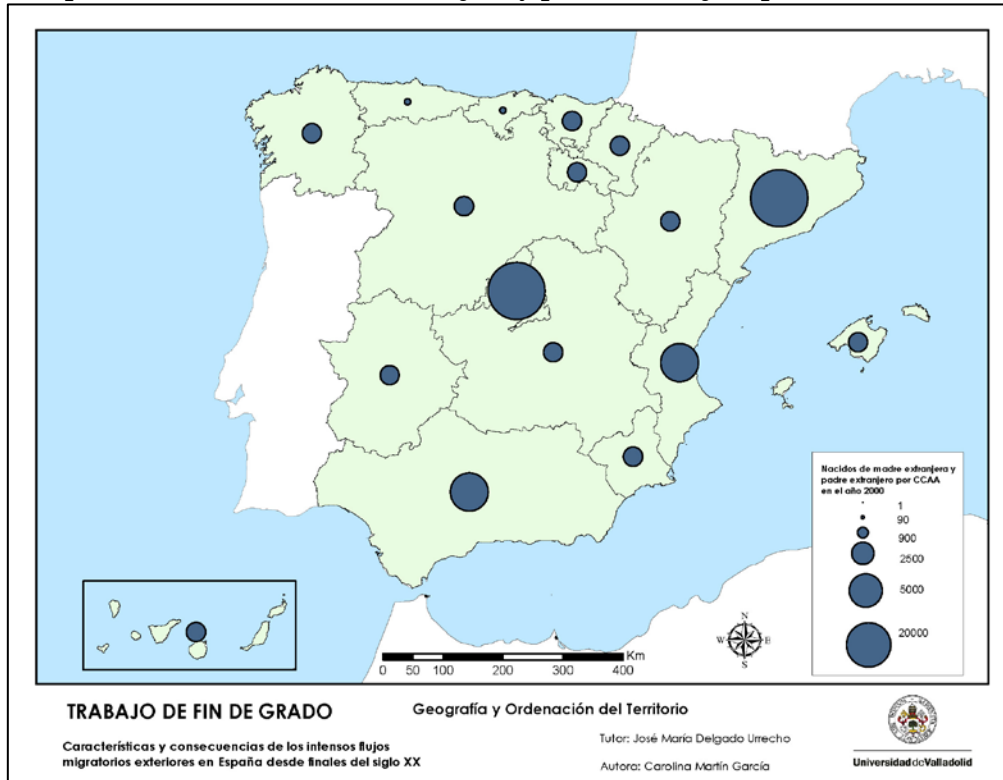 Nacidos de madre extranjera y
padre extranjero por CCAA
en el año 2000
1
90
900
2500
5000
20000
N
W
E
S
Km
0 50 100 200 300 400
TRABAJO DE FIN DE GRADO
Geografía y Ordenación del Territorio
Características y consecuencias de los intensos flujos
migratorios exteriores en España desde finales del siglo XX
Tutor: José María Delgado Urrecho
Autora: Carolina Martín García
Universidad de Valladolid